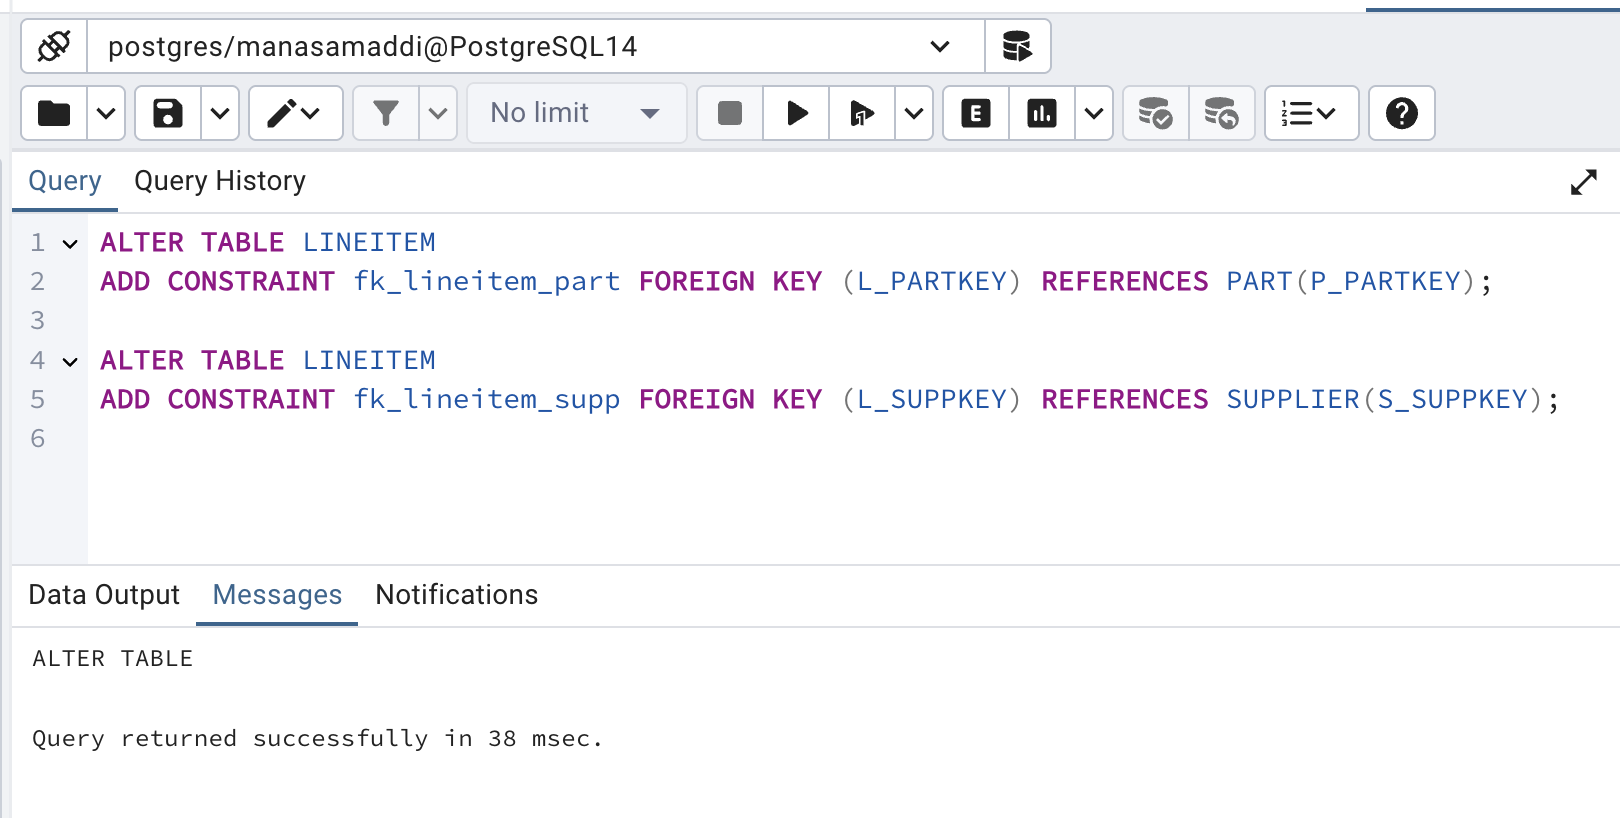 postgres/manasamaddi@PostgreSQL14
No limit
Query Query History
1 ALTER TABLE LINEITEM
2 ADD CONSTRAINT fk_lineitem_part FOREIGN KEY (L_PARTKEY) REFERENCES PART(P_PARTKEY);
3
4 ALTER TABLE LINEITEM
5 ADD CONSTRAINT fk_lineitem_supp FOREIGN KEY (L_SUPPKEY) REFERENCES SUPPLIER(S_SUPPKEY);
6
Data Output Messages Notifications
ALTER TABLE
Query returned successfully in 38 msec.